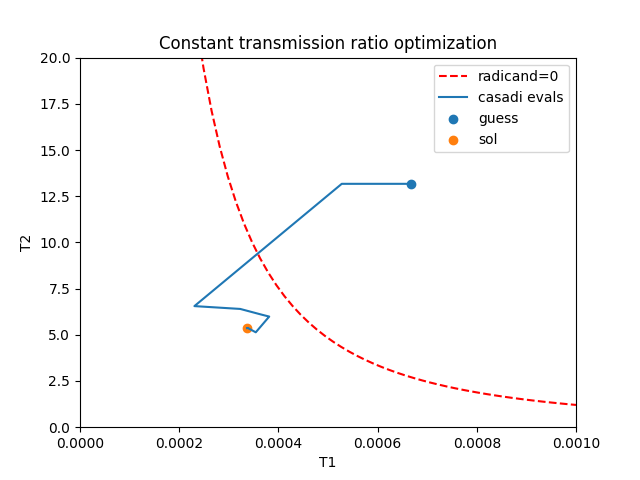 Constant transmission ratio optimization
radicand=0
casadi evals
guess
sol
T2
20.0
17.5
15.0
12.5
10.0
7.5
5.0
2.5
0.0
0.0000 0.0002 0.0004 0.0006 0.0008 0.0010
T1